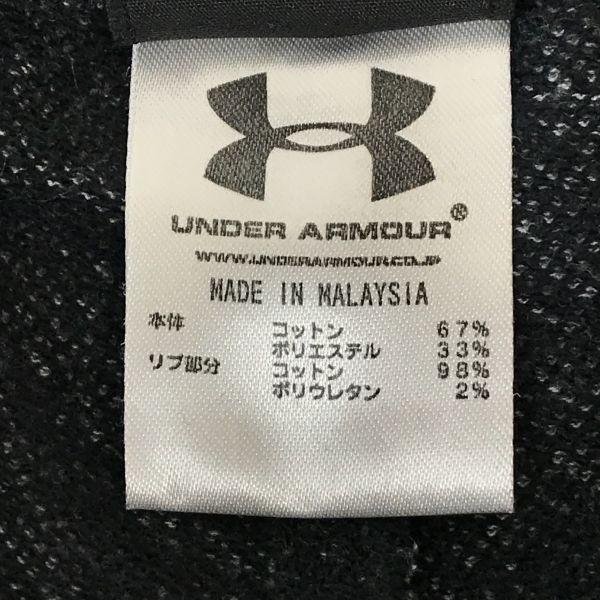 UNDER ARMOUR®
WWW.UNDERARMOUR.CO.JP
MADE IN MALAYSIA
本体 コットン 67%
ポリエステル 33%
リブ部分 コットン 98%
ポリウレタン 2%